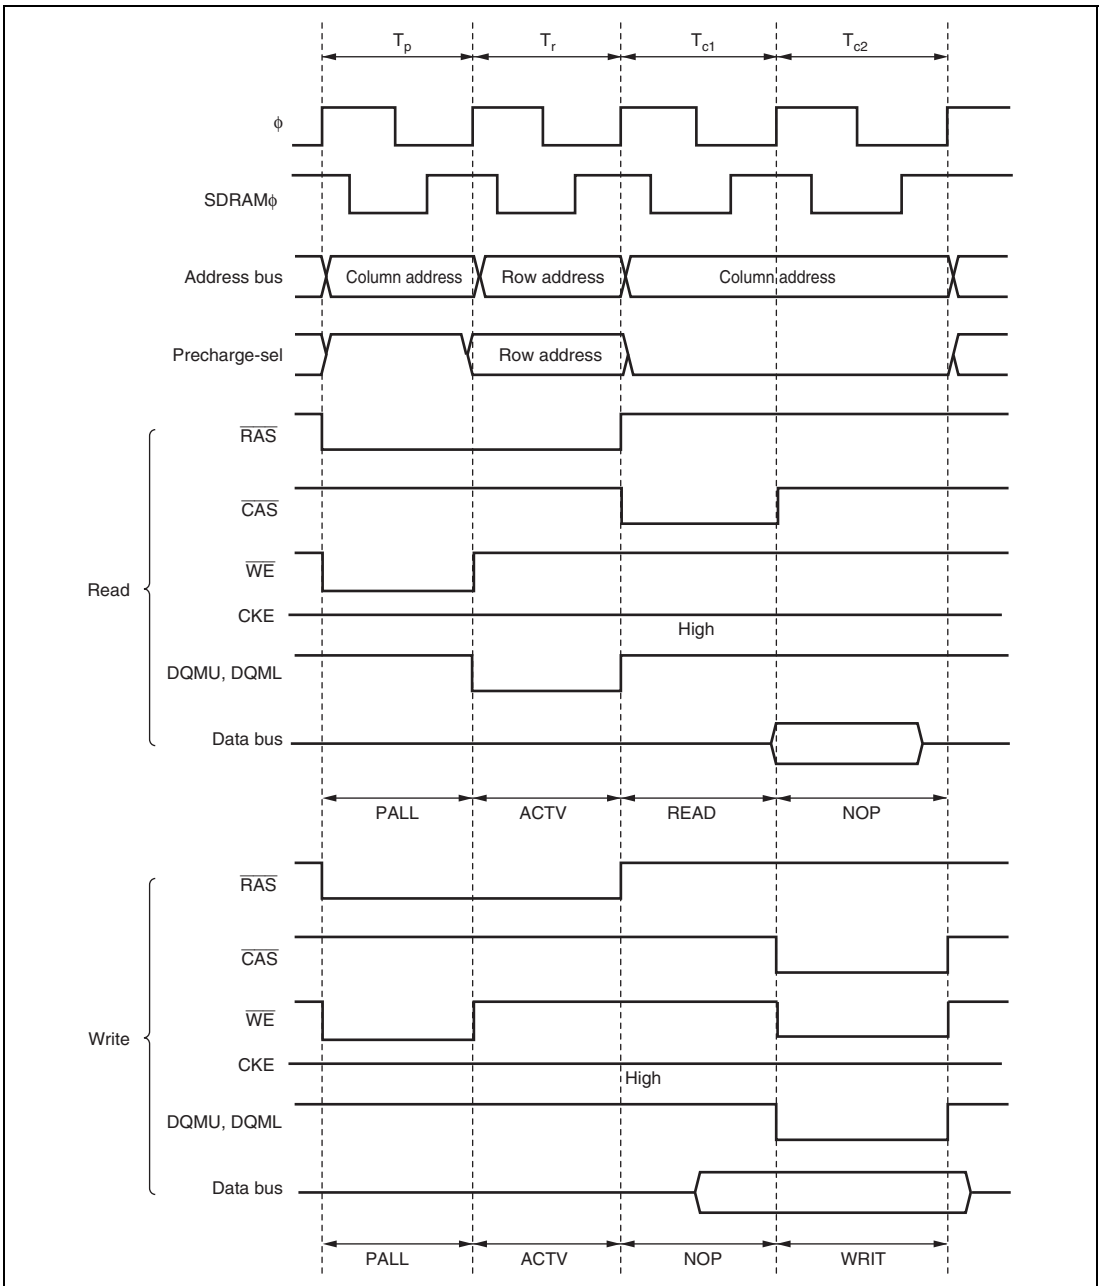 Tp Tr Tc1 Tc2
φ
SDRAMφ
Address bus Column address Row address Column address
Precharge-sel Row address
RAS
CAS
WE
Read
CKE
High
DQMU, DQML
Data bus
PALL ACTV READ NOP
RAS
CAS
WE
Write
CKE
High
DQMU, DQML
Data bus
PALL ACTV NOP WRIT